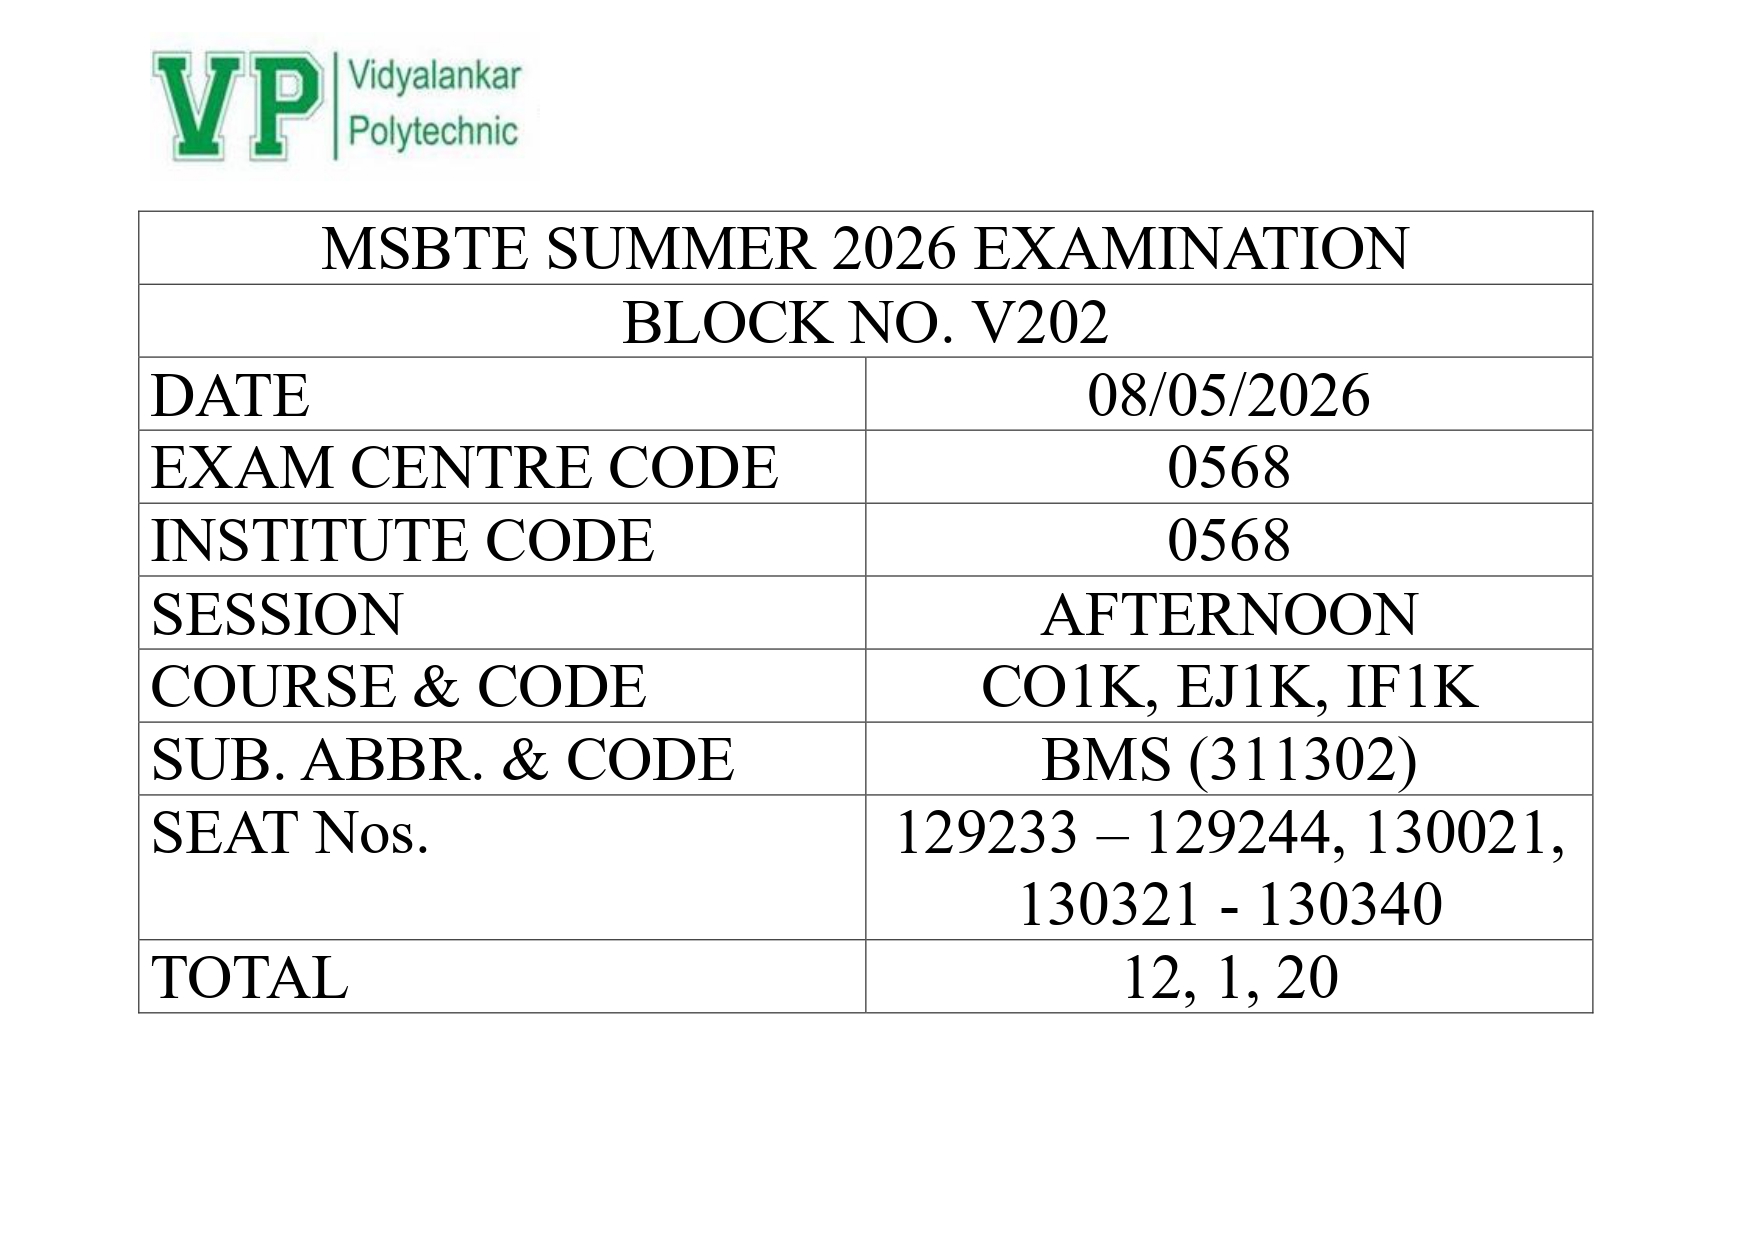 VP Vidyalankar
Polytechnic
MSBTE SUMMER 2026 EXAMINATION
BLOCK NO. V202
DATE 08/05/2026
EXAM CENTRE CODE 0568
INSTITUTE CODE 0568
SESSION AFTERNOON
COURSE & CODE CO1K, EJ1K, IF1K
SUB. ABBR. & CODE BMS (311302)
SEAT Nos. 129233 – 129244, 130021,
130321 - 130340
TOTAL 12, 1, 20